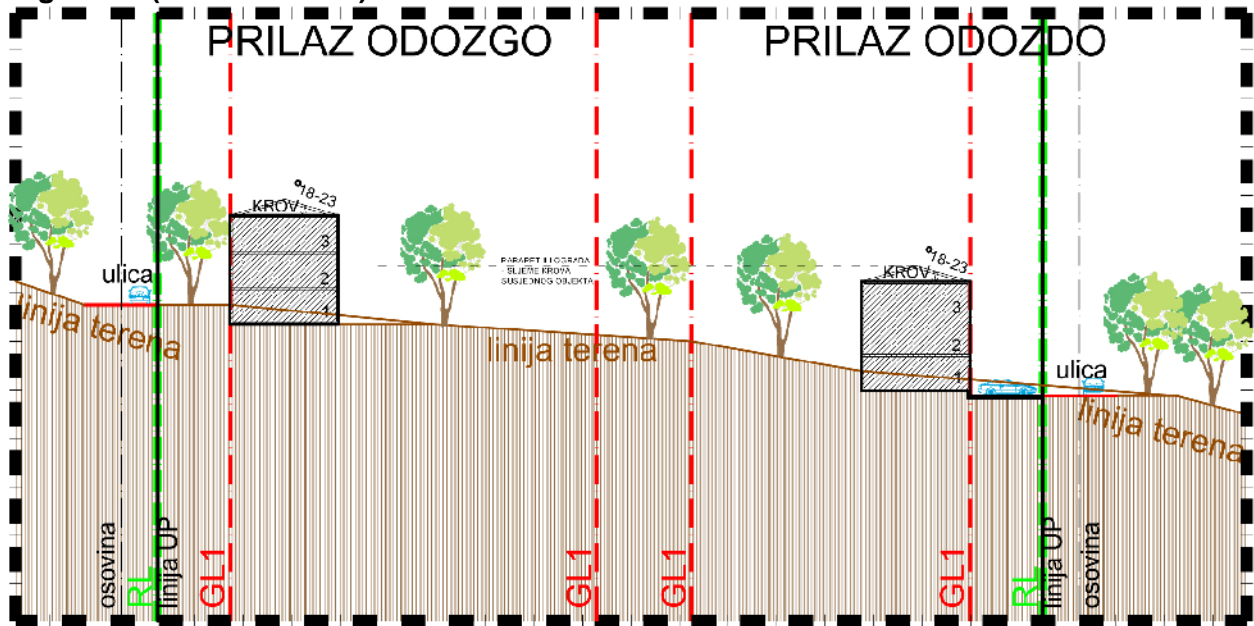 PRILAZ ODOZGO
PRILAZ ODOZDO
°18-23
KROV
3
2
1
ulica
linija terena
PARAPET ILI OGRADA
- SLJEME KROVA
SUSJEDNOG OBJEKTA
linija terena
°18-23
KROV
3
2
1
ulica
linija terena
osovina
RL
linija UP
GL1
GL1
GL1
GL1
RL
linija UP
osovina